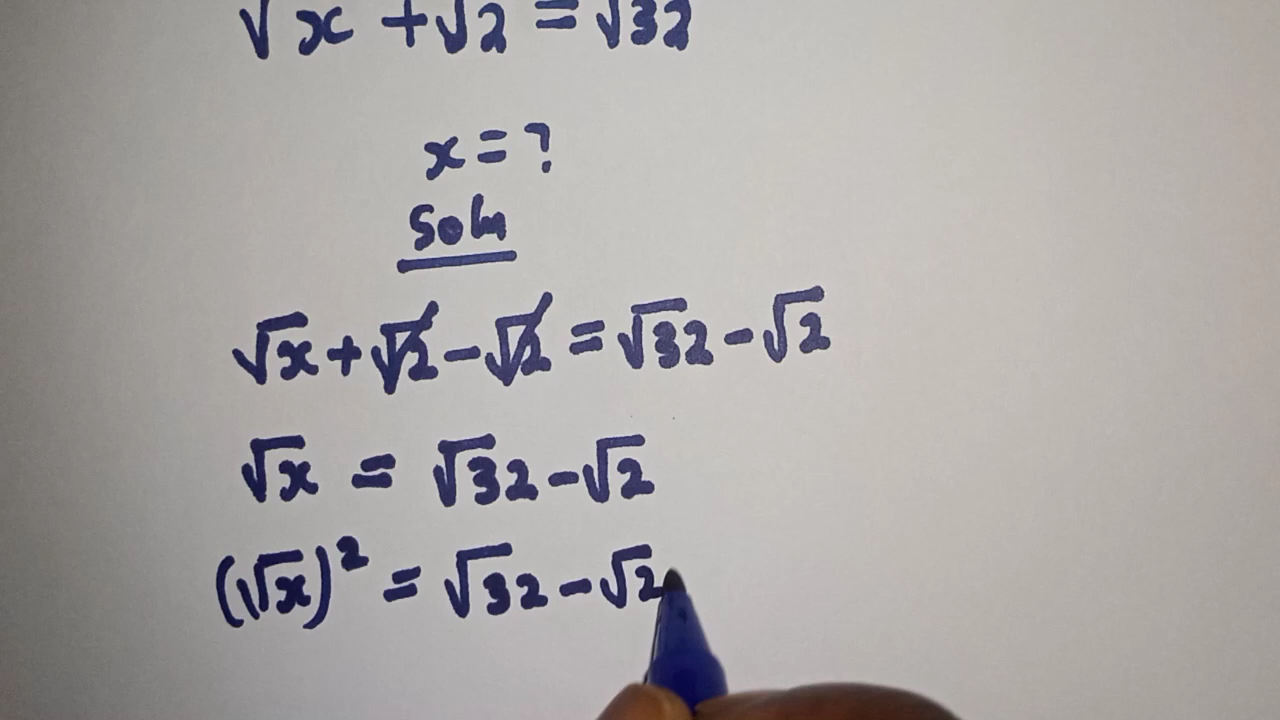 √x + √2 = √32
x = ?
Soln
√x + √2 - √2 = √32 - √2
√x = √32 - √2
(√x)² = √32 - √2